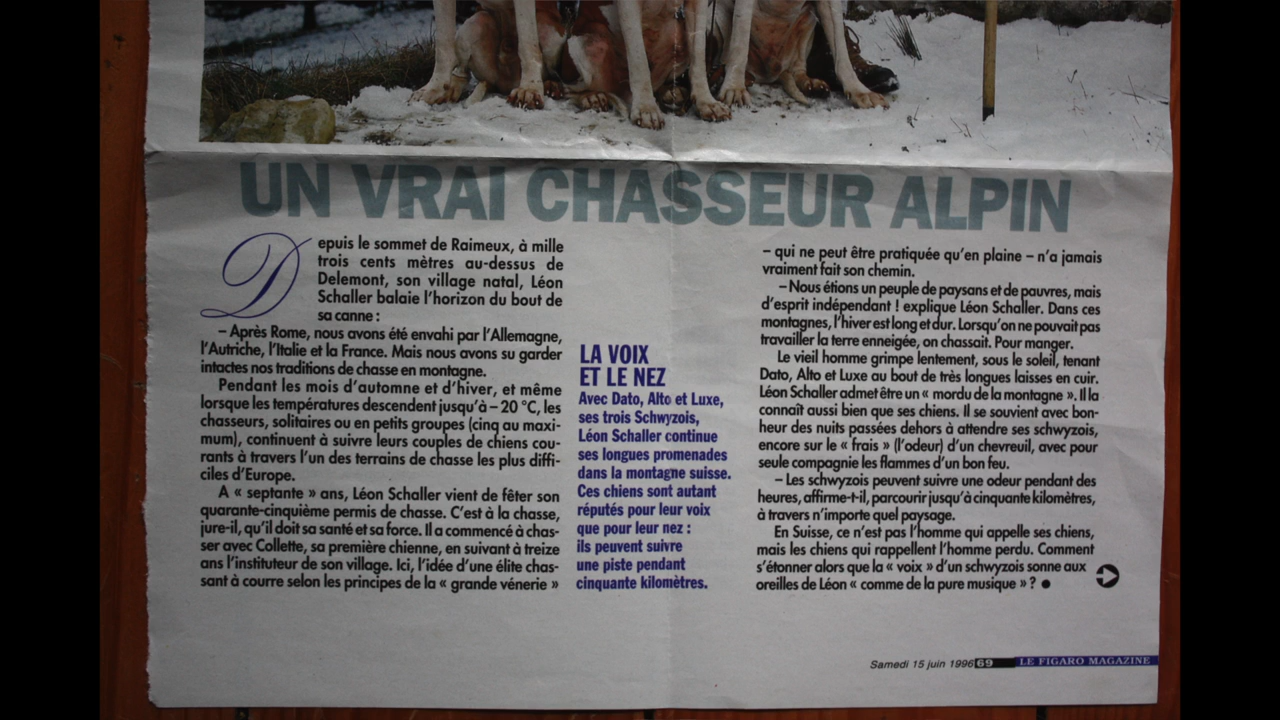 UN VRAI CHASSEUR ALPIN
Depuis le sommet de Raimeux, à mille
trois cents mètres au-dessus de
Delemont, son village natal, Léon
Schaller balaie l'horizon du bout de
sa canne :
– Après Rome, nous avons été envahi par l'Allemagne,
l'Autriche, l'Italie et la France. Mais nous avons su garder
intactes nos traditions de chasse en montagne.
Pendant les mois d'automne et d'hiver, et même
lorsque les températures descendent jusqu'à – 20 °C, les
chasseurs, solitaires ou en petits groupes (cinq au maxi-
mum), continuent à suivre leurs couples de chiens cou-
rants à travers l'un des terrains de chasse les plus diffi-
ciles d'Europe.
A « septante » ans, Léon Schaller vient de fêter son
quarante-cinquième permis de chasse. C'est à la chasse,
jure-il, qu'il doit sa santé et sa force. Il a commencé à chas-
ser avec Collette, sa première chienne, en suivant à treize
ans l'instituteur de son village. Ici, l'idée d'une élite chas-
sant à courre selon les principes de la « grande vénerie »
LA VOIX
ET LE NEZ
Avec Dato, Alto et Luxe,
ses trois Schwyzois,
Léon Schaller continue
ses longues promenades
dans la montagne suisse.
Ces chiens sont autant
réputés pour leur voix
que pour leur nez :
ils peuvent suivre
une piste pendant
cinquante kilomètres.
– qui ne peut être pratiquée qu'en plaine – n'a jamais
vraiment fait son chemin.
– Nous étions un peuple de paysans et de pauvres, mais
d'esprit indépendant ! explique Léon Schaller. Dans ces
montagnes, l'hiver est long et dur. Lorsqu'on ne pouvait pas
travailler la terre enneigée, on chassait. Pour manger.
Le vieil homme grimpe lentement, sous le soleil, tenant
Dato, Alto et Luxe au bout de très longues laisses en cuir.
Léon Schaller admet être un « mordu de la montagne ». Il la
connaît aussi bien que ses chiens. Il se souvient avec bon-
heur des nuits passées dehors à attendre ses schwyzois,
encore sur le « frais » (l'odeur) d'un chevreuil, avec pour
seule compagnie les flammes d'un bon feu.
– Les schwyzois peuvent suivre une odeur pendant des
heures, affirme-t-il, parcourir jusqu'à cinquante kilomètres,
à travers n'importe quel paysage.
En Suisse, ce n'est pas l'homme qui appelle ses chiens,
mais les chiens qui rappellent l'homme perdu. Comment
s'étonner alors que la « voix » d'un schwyzois sonne aux
oreilles de Léon « comme de la pure musique » ? ●
Samedi 15 juin 1996 69 LE FIGARO MAGAZINE